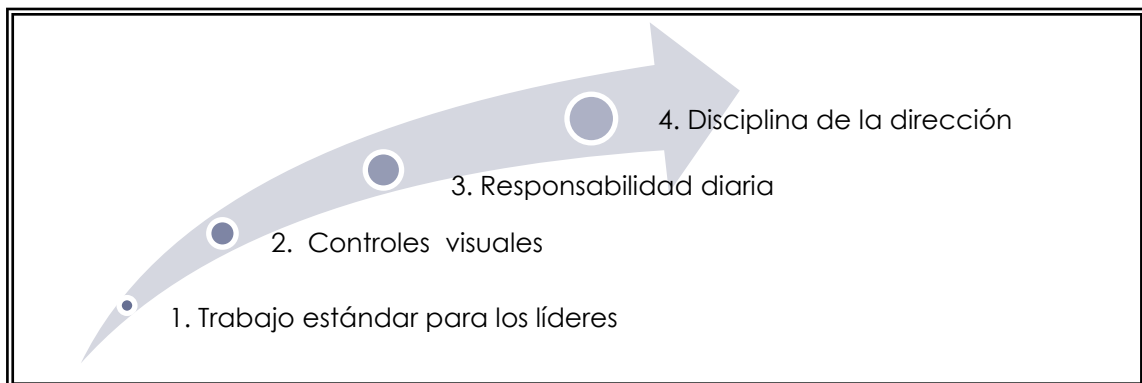 4. Disciplina de la dirección
3. Responsabilidad diaria
2. Controles visuales
1. Trabajo estándar para los líderes